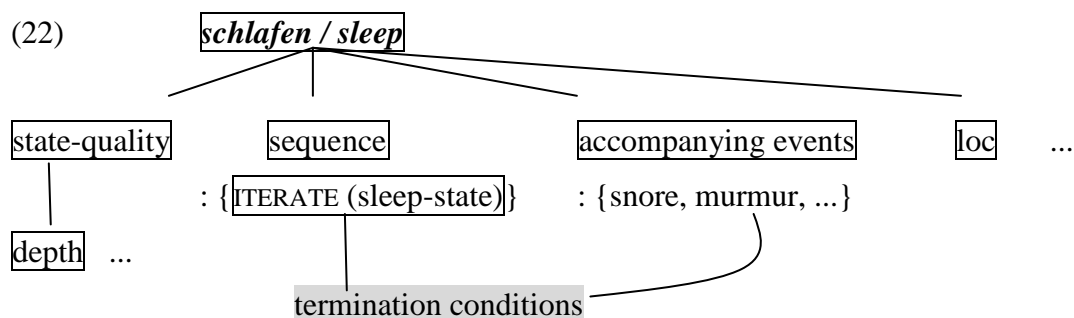 (22) schlafen / sleep
state-quality sequence accompanying events loc ...
: {ITERATE (sleep-state)} : {snore, murmur, ...}
depth ...
termination conditions